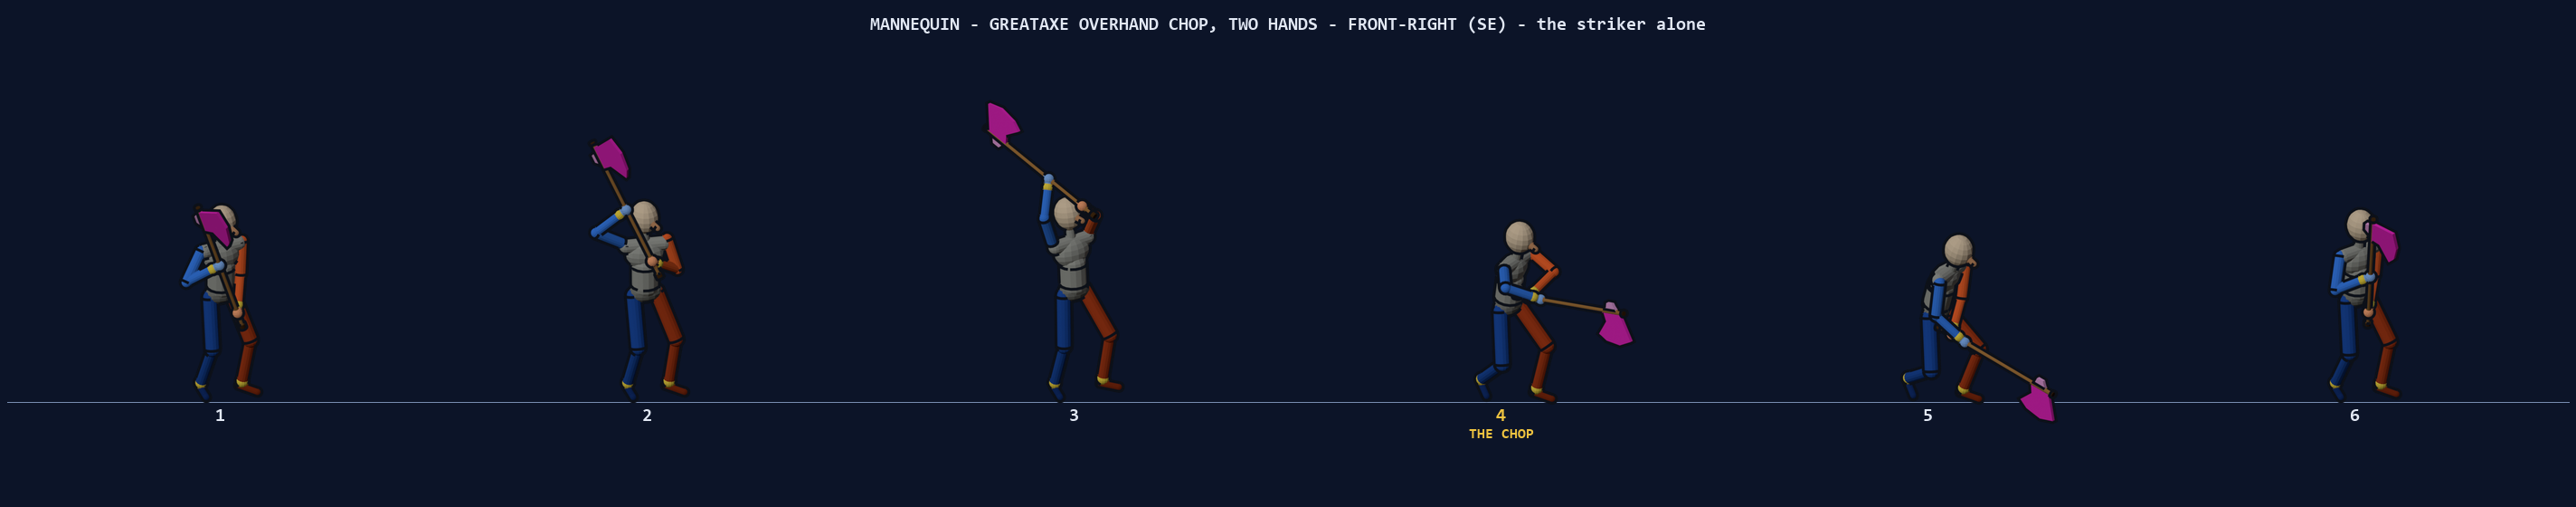 MANNEQUIN - GREATAXE OVERHAND CHOP, TWO HANDS - FRONT-RIGHT (SE) - the striker alone
1 2 3 4 5 6
THE CHOP